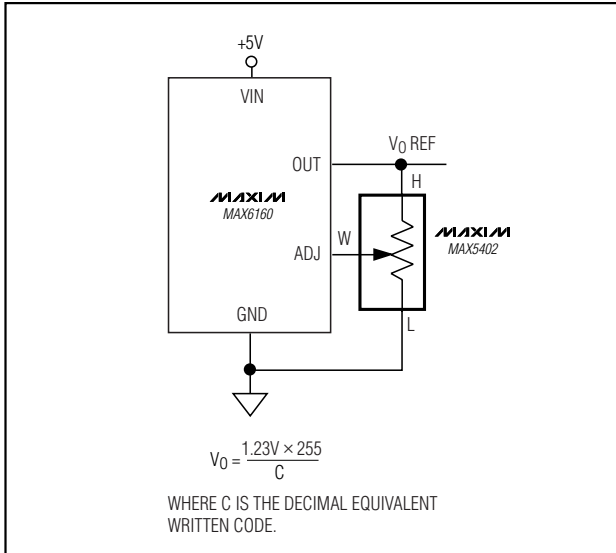 +5V
VIN
V₀ REF
OUT
H
MAXIM
MAX6160
MAXIM
MAX5402
W
ADJ
GND
L
V₀ = 1.23V × 255
C
WHERE C IS THE DECIMAL EQUIVALENT
WRITTEN CODE.